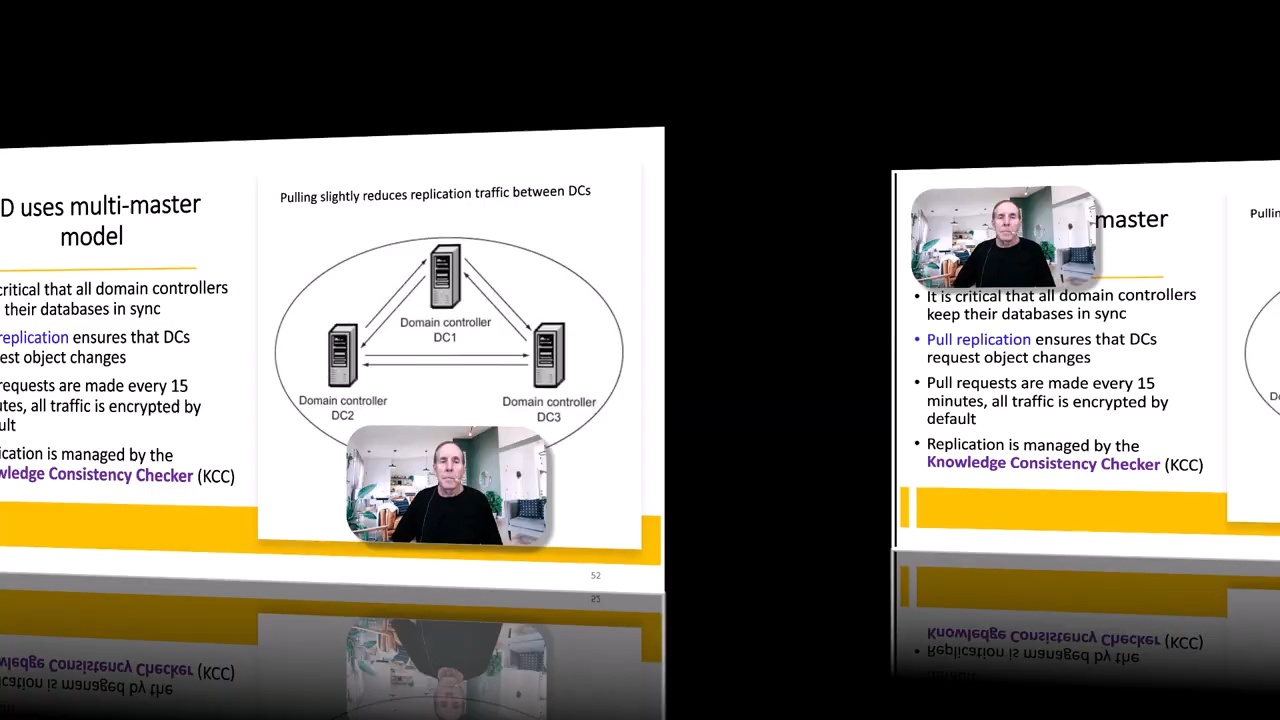 D uses multi-master
model
critical that all domain controllers
their databases in sync
replication ensures that DCs
est object changes
requests are made every 15
utes, all traffic is encrypted by
ult
ication is managed by the
wledge Consistency Checker (KCC)
Pulling slightly reduces replication traffic between DCs
Domain controller
DC1
Domain controller
DC2
Domain controller
DC3
52
master
• It is critical that all domain controllers
keep their databases in sync
• Pull replication ensures that DCs
request object changes
• Pull requests are made every 15
minutes, all traffic is encrypted by
default
• Replication is managed by the
Knowledge Consistency Checker (KCC)
Pullin
Do